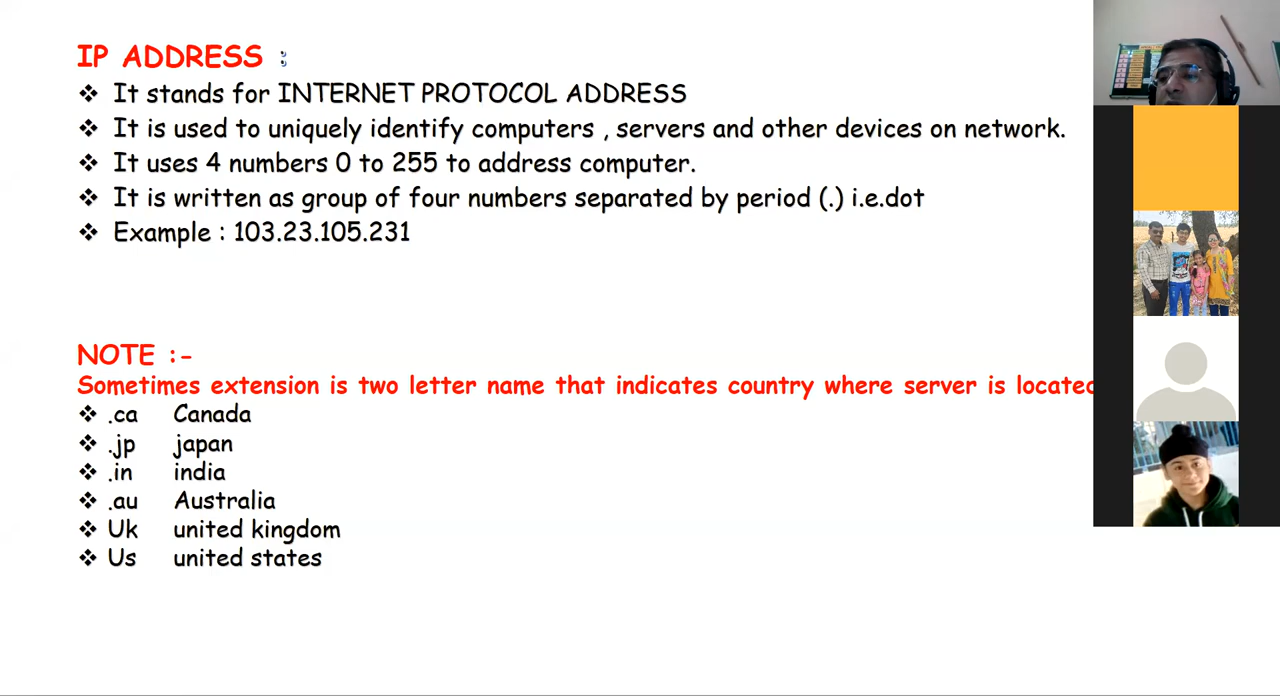 IP ADDRESS :
❖ It stands for INTERNET PROTOCOL ADDRESS
❖ It is used to uniquely identify computers , servers and other devices on network.
❖ It uses 4 numbers 0 to 255 to address computer.
❖ It is written as group of four numbers separated by period (.) i.e.dot
❖ Example : 103.23.105.231
NOTE :-
Sometimes extension is two letter name that indicates country where server is located
❖ .ca Canada
❖ .jp japan
❖ .in india
❖ .au Australia
❖ Uk united kingdom
❖ Us united states